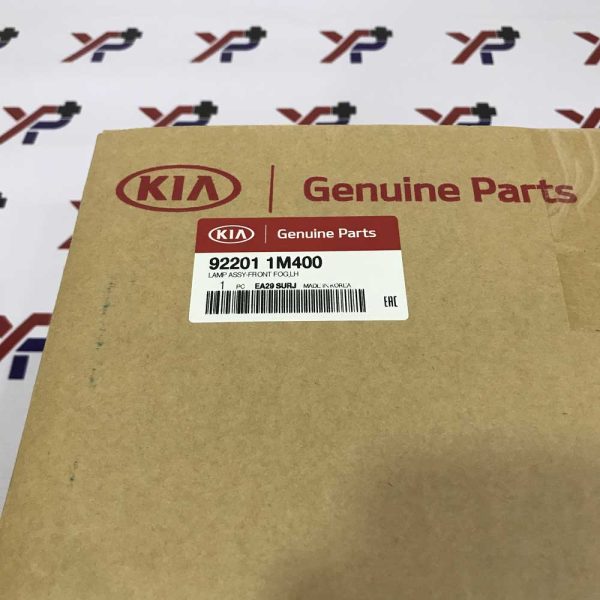 KIA Genuine Parts
KIA Genuine Parts
92201 1M400
LAMP ASSY-FRONT FOG,LH
1 PC EA29 SURJ MADE IN KOREA
EAC